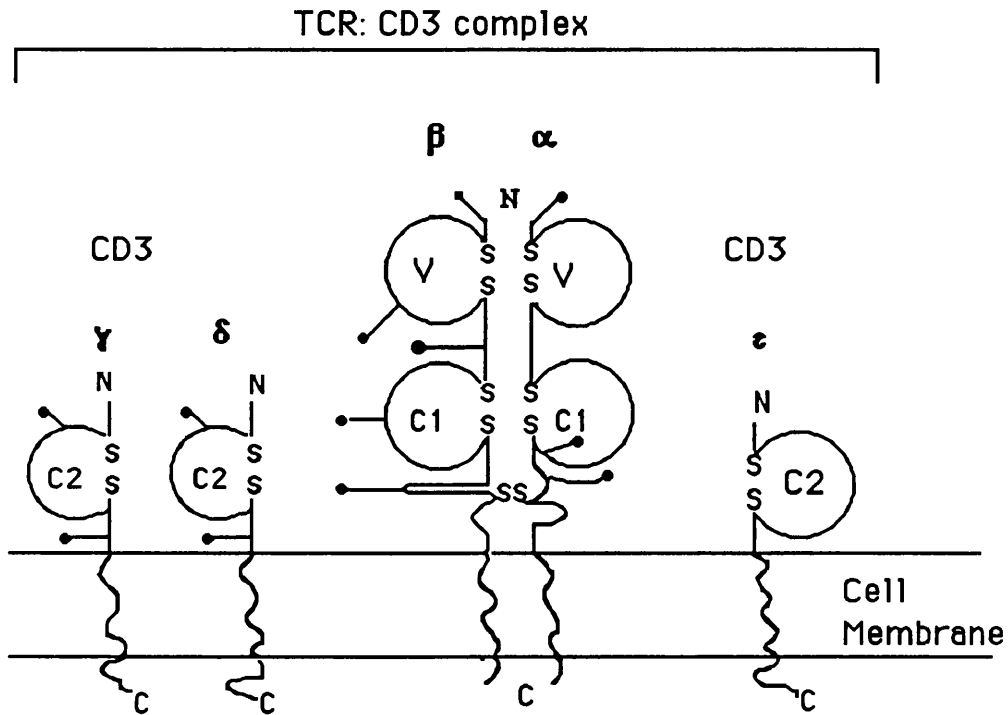 TCR: CD3 complex
β α
N
CD3 CD3
V V
S S
S S
γ δ ε
N N N
S S
C1 C1
S S
C2 C2 C2
S S S
S S S
SS
Cell
Membrane
C C C C